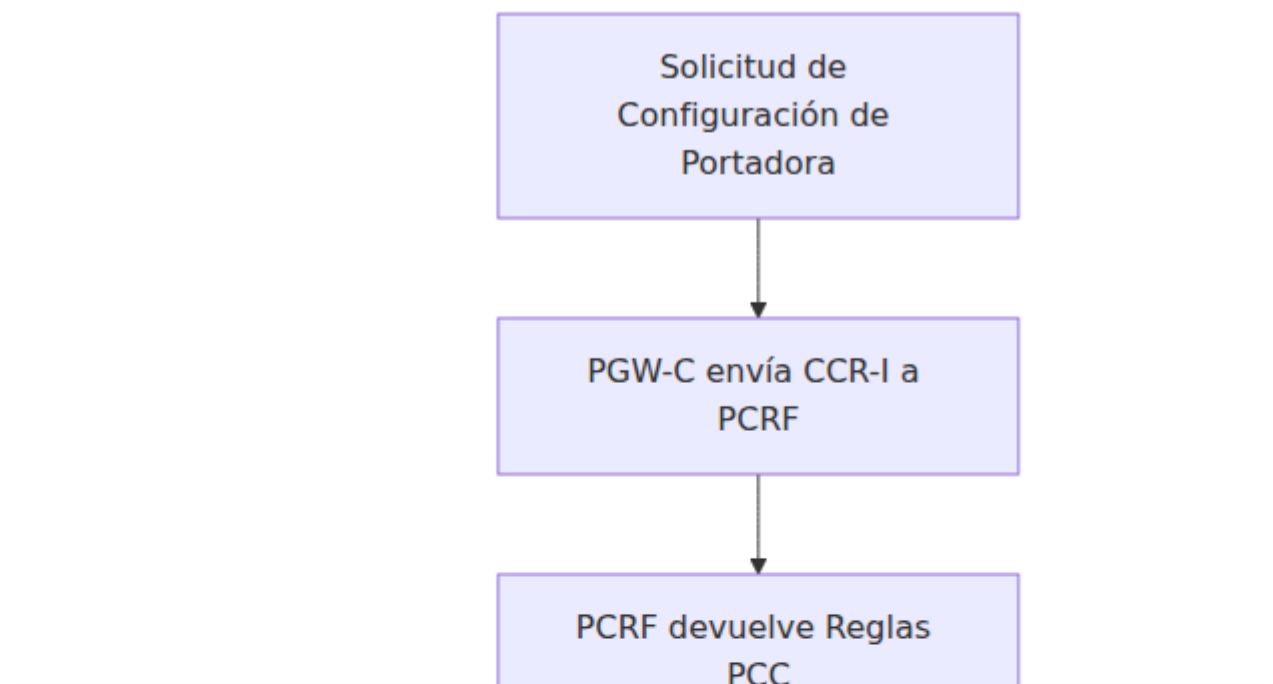 Solicitud de
Configuración de
Portadora
PGW-C envía CCR-I a
PCRF
PCRF devuelve Reglas
PCC